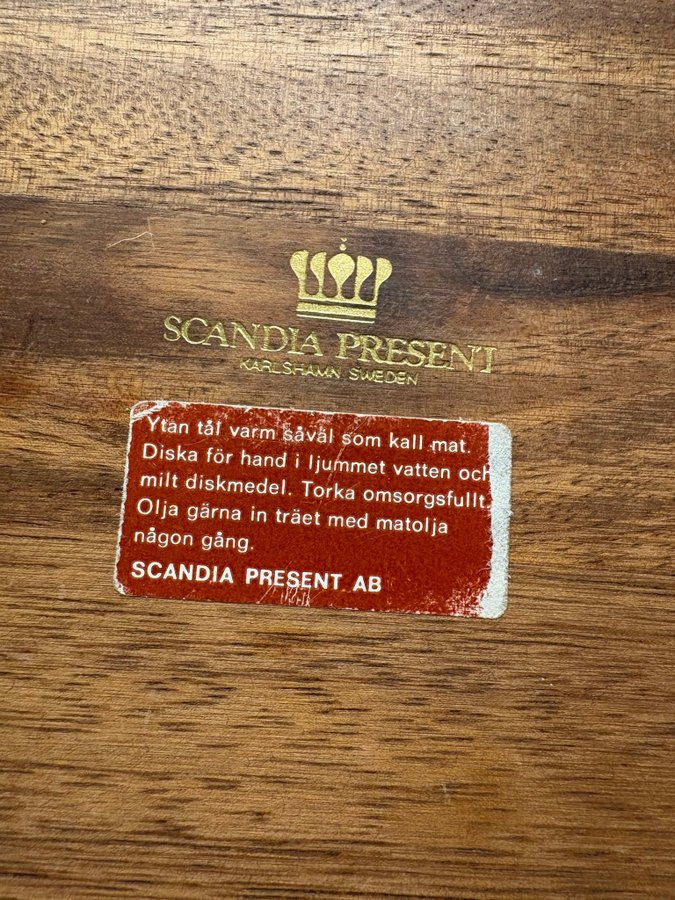 SCANDIA PRESENT
KARLSHAMN SWEDEN
Ytan tål varm såväl som kall mat.
Diska för hand i ljummet vatten och
milt diskmedel. Torka omsorgsfullt.
Olja gärna in träet med matolja
någon gång.
SCANDIA PRESENT AB